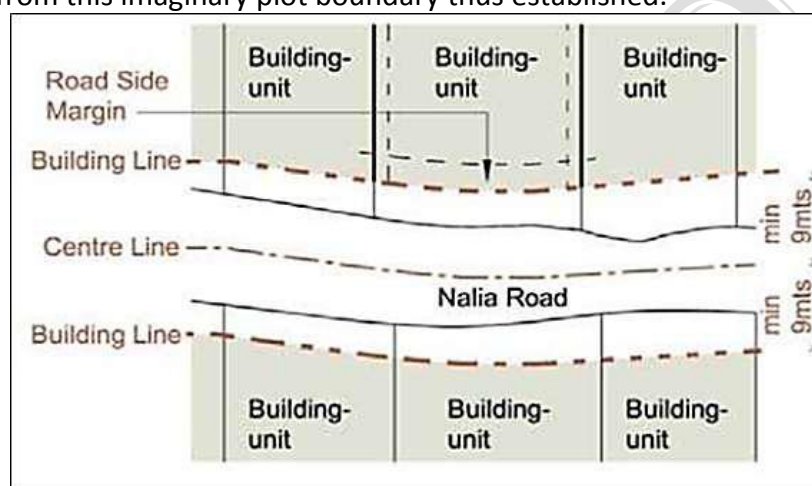 from this imaginary plot boundary thus established.
Building-
unit
Building-
unit
Building-
unit
Road Side
Margin
Building Line
min
9mts
Centre Line
Nalia Road
min
9mts
Building Line
Building-
unit
Building-
unit
Building-
unit